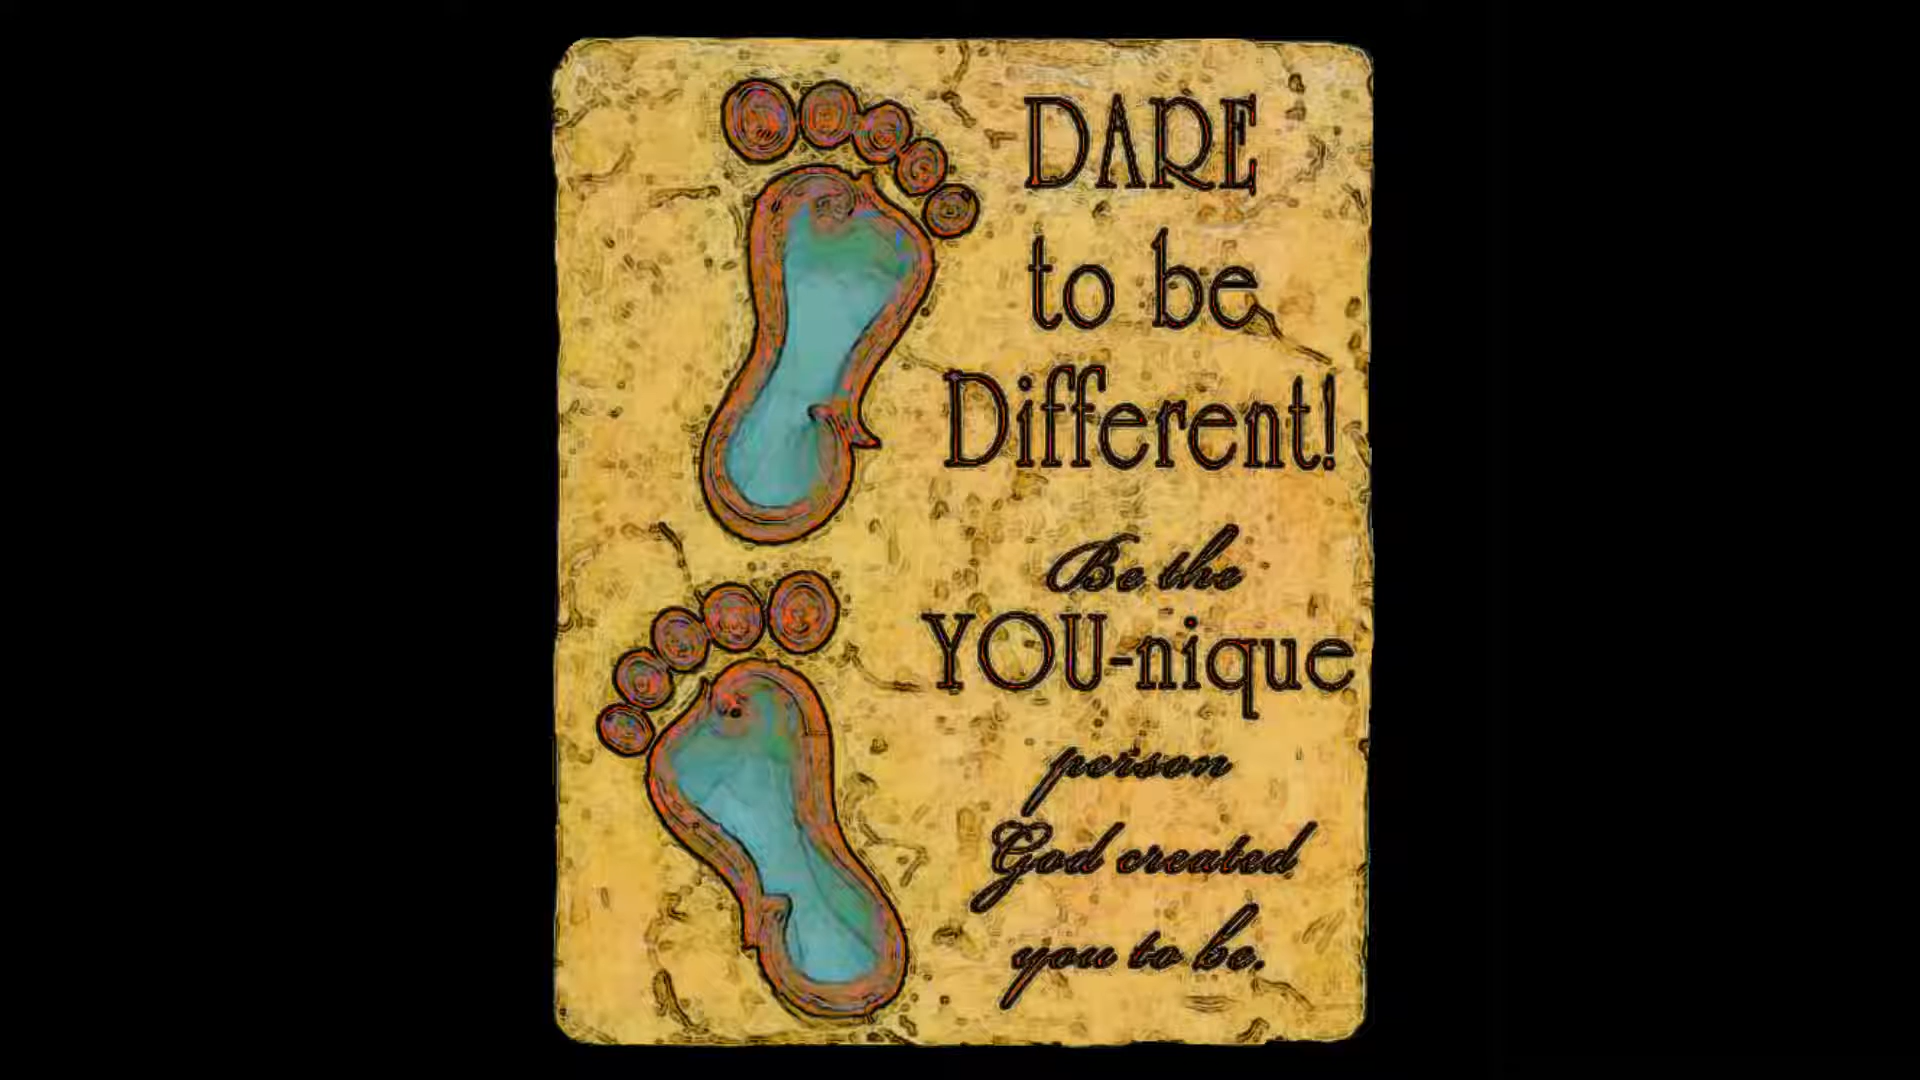 DARE
to be
Different!
Be the
YOU-nique
person
God created
you to be.